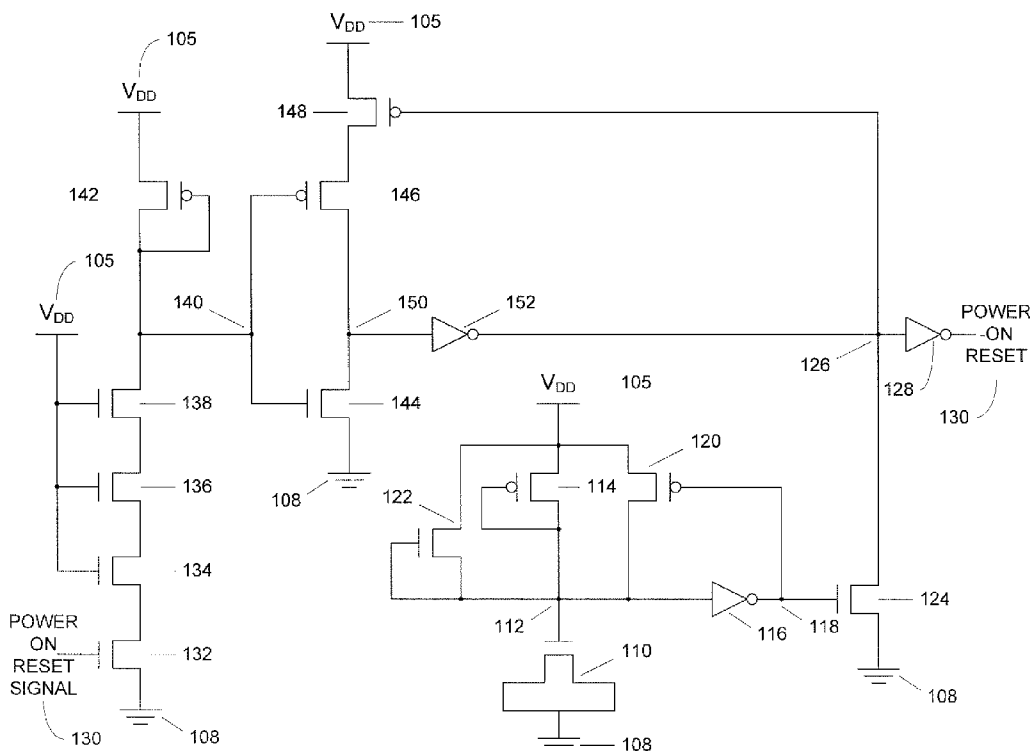 VDD 105
105
VDD
148
142
146
105
VDD
140
150
152
POWER
ON
RESET
126
128
130
VDD
105
138
144
120
136
108
122
114
134
124
POWER
ON
RESET
SIGNAL
132
112
116
118
110
108
130
108
108